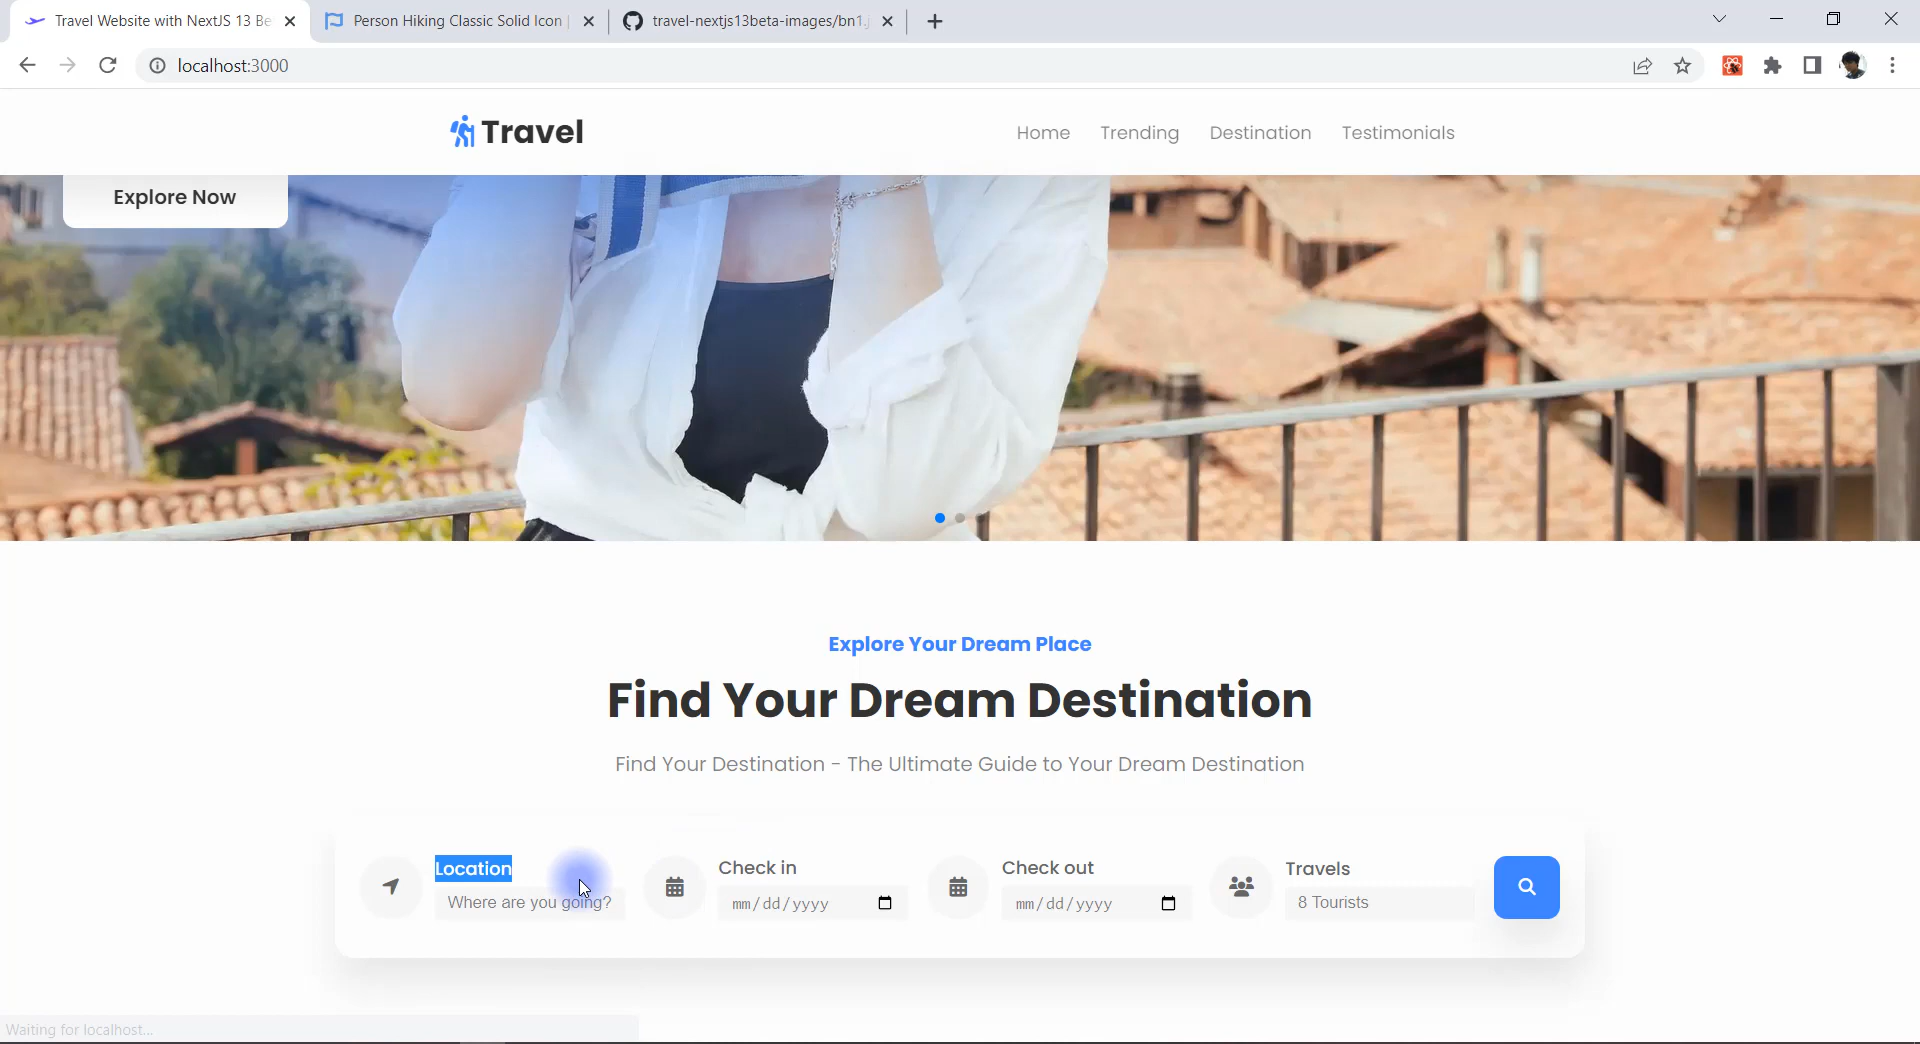 Travel Website with NextJS 13 Be
Person Hiking Classic Solid Icon |
travel-nextjs13beta-images/bn1.j
localhost:3000
Travel
Home
Trending
Destination
Testimonials
Explore Now
Explore Your Dream Place
Find Your Dream Destination
Find Your Destination - The Ultimate Guide to Your Dream Destination
Location
Where are you going?
Check in
mm/dd/yyyy
Check out
mm/dd/yyyy
Travels
8 Tourists
Waiting for localhost...